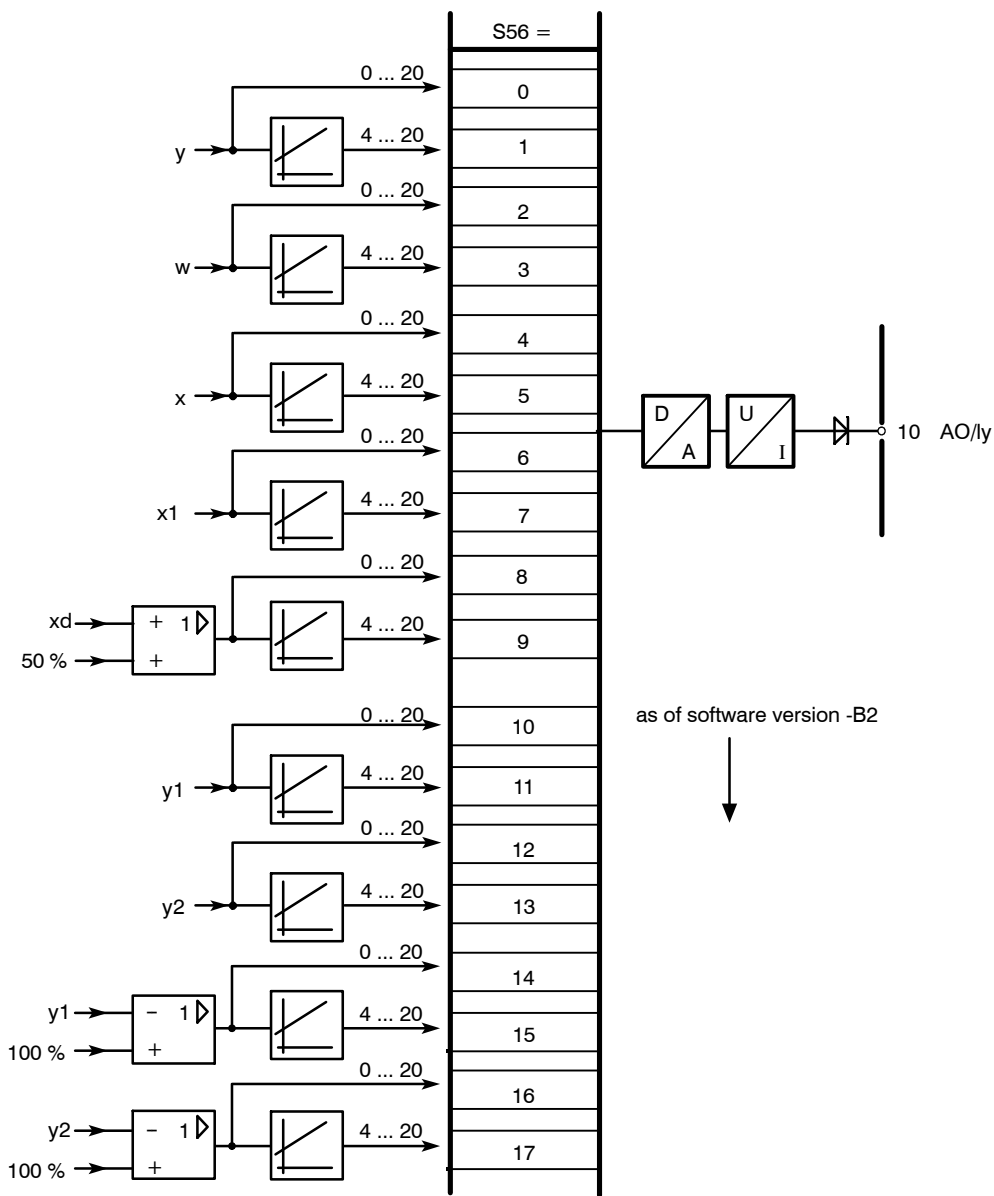 S56 =
0 ... 20
0
y
4 ... 20
1
0 ... 20
2
w
4 ... 20
3
0 ... 20
4
x
4 ... 20
5
D
A
U
I
10 AO/Iy
0 ... 20
6
x1
4 ... 20
7
0 ... 20
8
xd
+ 1
4 ... 20
9
50 %
+
0 ... 20
10
as of software version -B2
y1
4 ... 20
11
0 ... 20
12
y2
4 ... 20
13
0 ... 20
14
y1
- 1
4 ... 20
15
100 %
+
0 ... 20
16
y2
- 1
4 ... 20
17
100 %
+